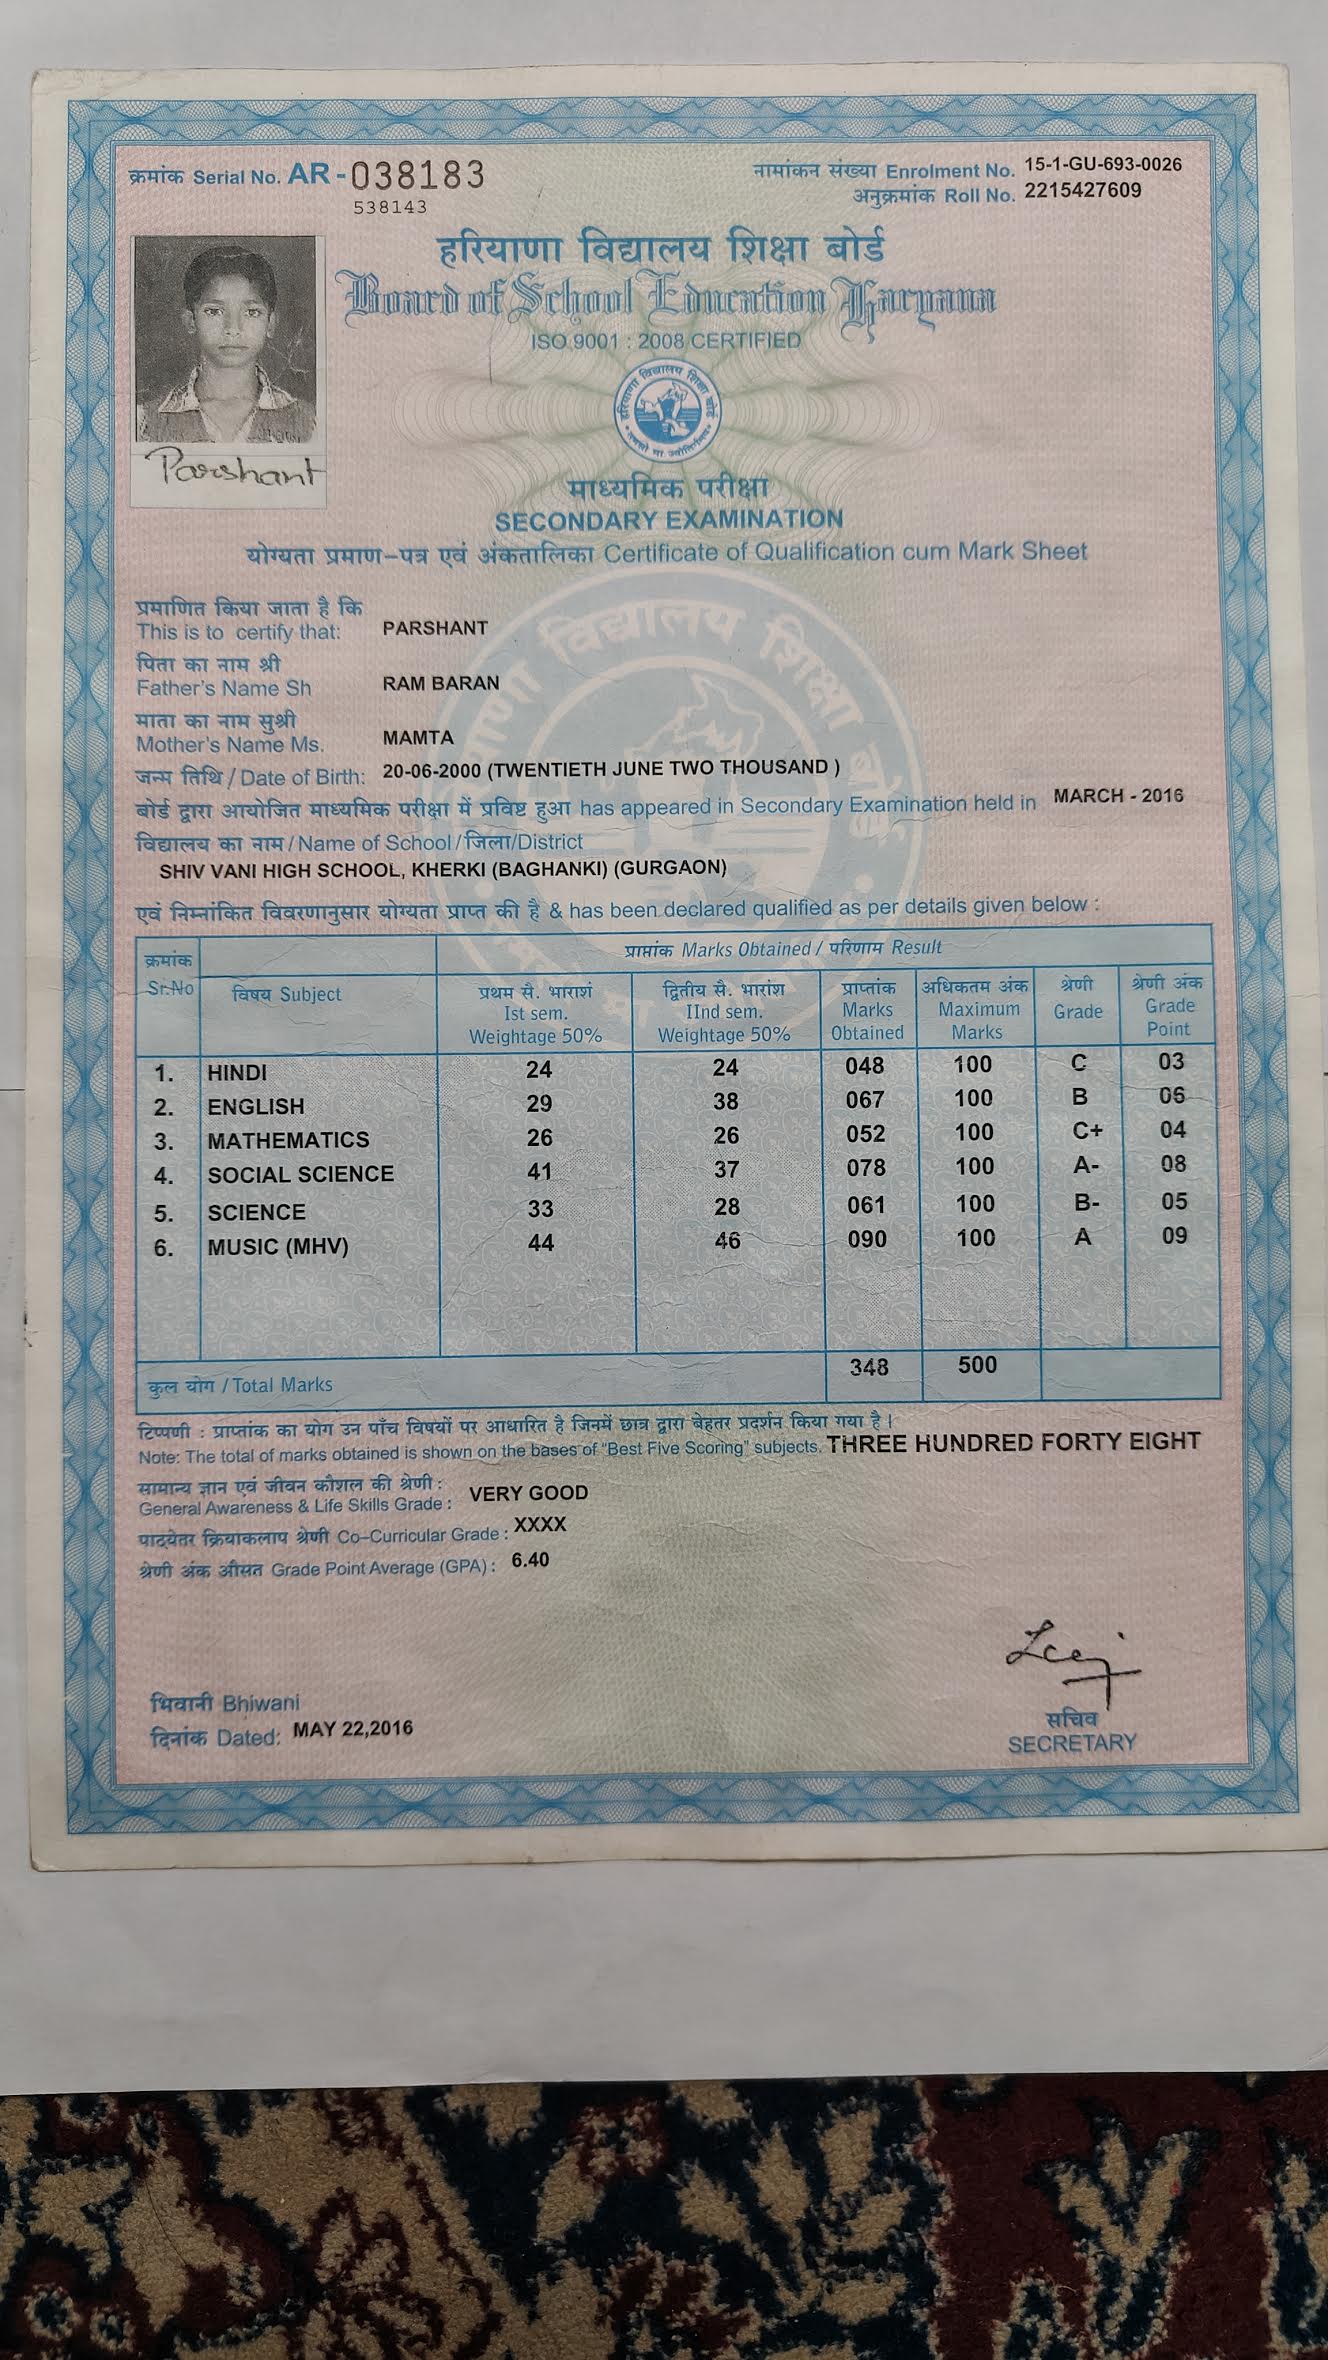 क्रमांक Serial No. AR - 038183
538143
नामांकन संख्या Enrolment No. 15-1-GU-693-0026
अनुक्रमांक Roll No. 2215427609
हरियाणा विद्यालय शिक्षा बोर्ड
Board of School Education Haryana
ISO 9001 : 2008 CERTIFIED
हरियाणा विद्यालय शिक्षा बोर्ड
Parshant
माध्यमिक परीक्षा
SECONDARY EXAMINATION
योग्यता प्रमाण-पत्र एवं अंकतालिका Certificate of Qualification cum Mark Sheet
प्रमाणित किया जाता है कि
This is to certify that: PARSHANT
पिता का नाम श्री
Father's Name Sh RAM BARAN
माता का नाम सुश्री
Mother's Name Ms. MAMTA
जन्म तिथि / Date of Birth: 20-06-2000 (TWENTIETH JUNE TWO THOUSAND )
बोर्ड द्वारा आयोजित माध्यमिक परीक्षा में प्रविष्ट हुआ has appeared in Secondary Examination held in MARCH - 2016
विद्यालय का नाम / Name of School / जिला/District
SHIV VANI HIGH SCHOOL, KHERKI (BAGHANKI) (GURGAON)
एवं निम्नांकित विवरणानुसार योग्यता प्राप्त की है & has been declared qualified as per details given below :
क्रमांक Sr.No विषय Subject प्राप्तांक Marks Obtained / परिणाम Result
प्रथम सै. भाराशं Ist sem. Weightage 50% द्वितीय सै. भारांश IInd sem. Weightage 50% प्राप्तांक Marks Obtained अधिकतम अंक Maximum Marks श्रेणी Grade श्रेणी अंक Grade Point
1. HINDI 24 24 048 100 C 03
2. ENGLISH 29 38 067 100 B 06
3. MATHEMATICS 26 26 052 100 C+ 04
4. SOCIAL SCIENCE 41 37 078 100 A- 08
5. SCIENCE 33 28 061 100 B- 05
6. MUSIC (MHV) 44 46 090 100 A 09
कुल योग / Total Marks 348 500
टिप्पणी : प्राप्तांक का योग उन पाँच विषयों पर आधारित है जिनमें छात्र द्वारा बेहतर प्रदर्शन किया गया है।
Note: The total of marks obtained is shown on the bases of "Best Five Scoring" subjects. THREE HUNDRED FORTY EIGHT
सामान्य ज्ञान एवं जीवन कौशल की श्रेणी :
General Awareness & Life Skills Grade : VERY GOOD
पाठ्येतर क्रियाकलाप श्रेणी Co-Curricular Grade : XXXX
श्रेणी अंक औसत Grade Point Average (GPA) : 6.40
भिवानी Bhiwani
दिनांक Dated: MAY 22,2016
सचिव
SECRETARY